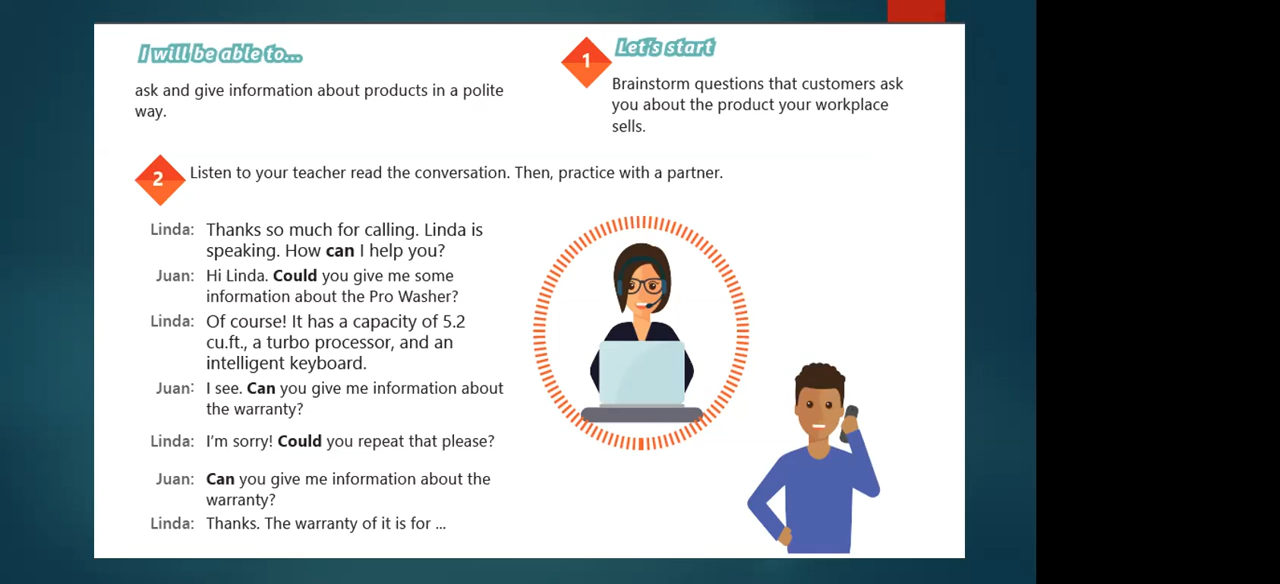 I will be able to...
ask and give information about products in a polite
way.
1
Let's start
Brainstorm questions that customers ask
you about the product your workplace
sells.
2
Listen to your teacher read the conversation. Then, practice with a partner.
Linda: Thanks so much for calling. Linda is
speaking. How can I help you?
Juan: Hi Linda. Could you give me some
information about the Pro Washer?
Linda: Of course! It has a capacity of 5.2
cu.ft., a turbo processor, and an
intelligent keyboard.
Juan: I see. Can you give me information about
the warranty?
Linda: I'm sorry! Could you repeat that please?
Juan: Can you give me information about the
warranty?
Linda: Thanks. The warranty of it is for ...